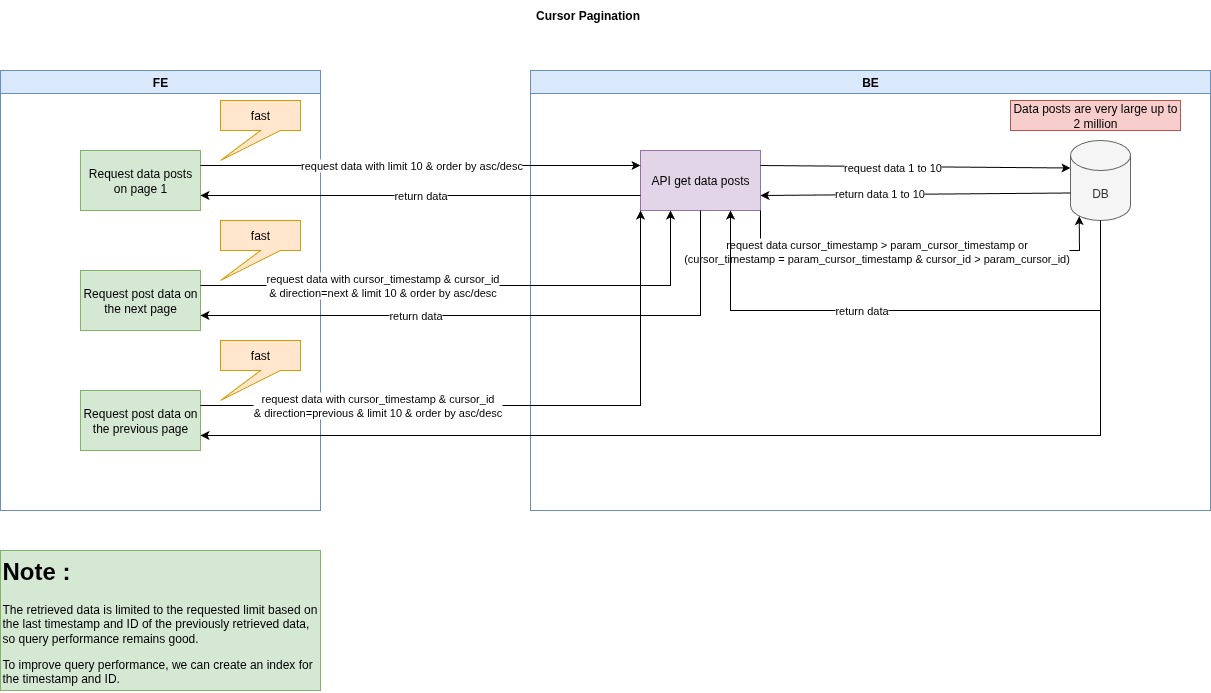 Cursor Pagination
FE
BE
fast
Data posts are very large up to
2 million
Request data posts
on page 1
request data with limit 10 & order by asc/desc
return data
API get data posts
request data 1 to 10
return data 1 to 10
DB
fast
request data cursor_timestamp > param_cursor_timestamp or
(cursor_timestamp = param_cursor_timestamp & cursor_id > param_cursor_id)
Request post data on
the next page
request data with cursor_timestamp & cursor_id
& direction=next & limit 10 & order by asc/desc
return data
return data
fast
Request post data on
the previous page
request data with cursor_timestamp & cursor_id
& direction=previous & limit 10 & order by asc/desc
Note :
The retrieved data is limited to the requested limit based on
the last timestamp and ID of the previously retrieved data,
so query performance remains good.
To improve query performance, we can create an index for
the timestamp and ID.